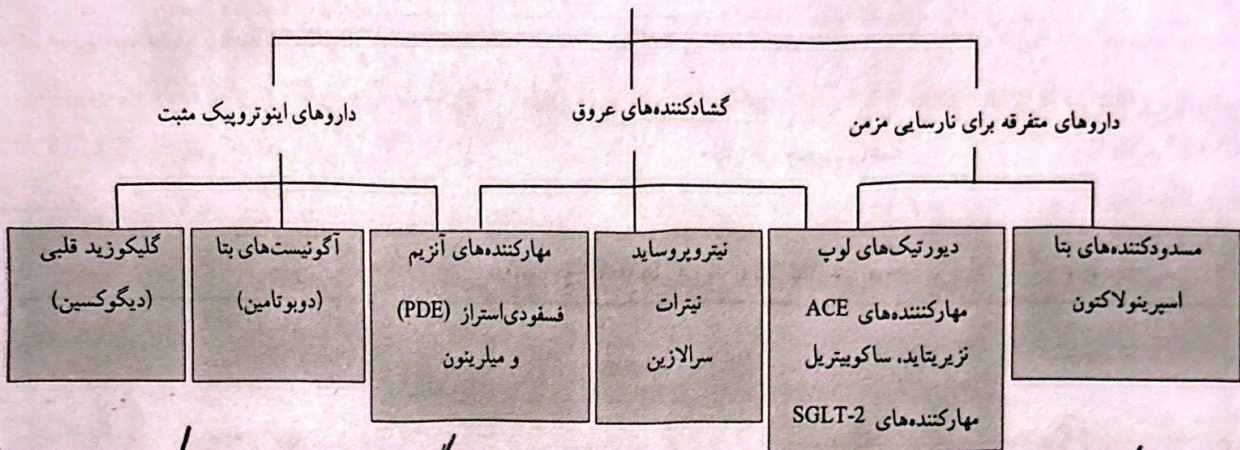 داروهای متفرقه برای نارسایی مزمن
گشادکننده‌های عروق
داروهای اینوتروپیک مثبت
مسدودکننده‌های بتا
اسپرینولاکتون
دیورتیک‌های لوپ
مهارکننده‌های ACE
نزیریتاید، ساکوبیتریل
مهارکننده‌های SGLT-2
نیتروپروساید
نیترات
سرالازین
مهارکننده‌های آنزیم
فسفودی‌استراز (PDE)
و میلرینون
آگونیست‌های بتا
(دوبوتامین)
گلیکوزید قلبی
(دیگوکسین)